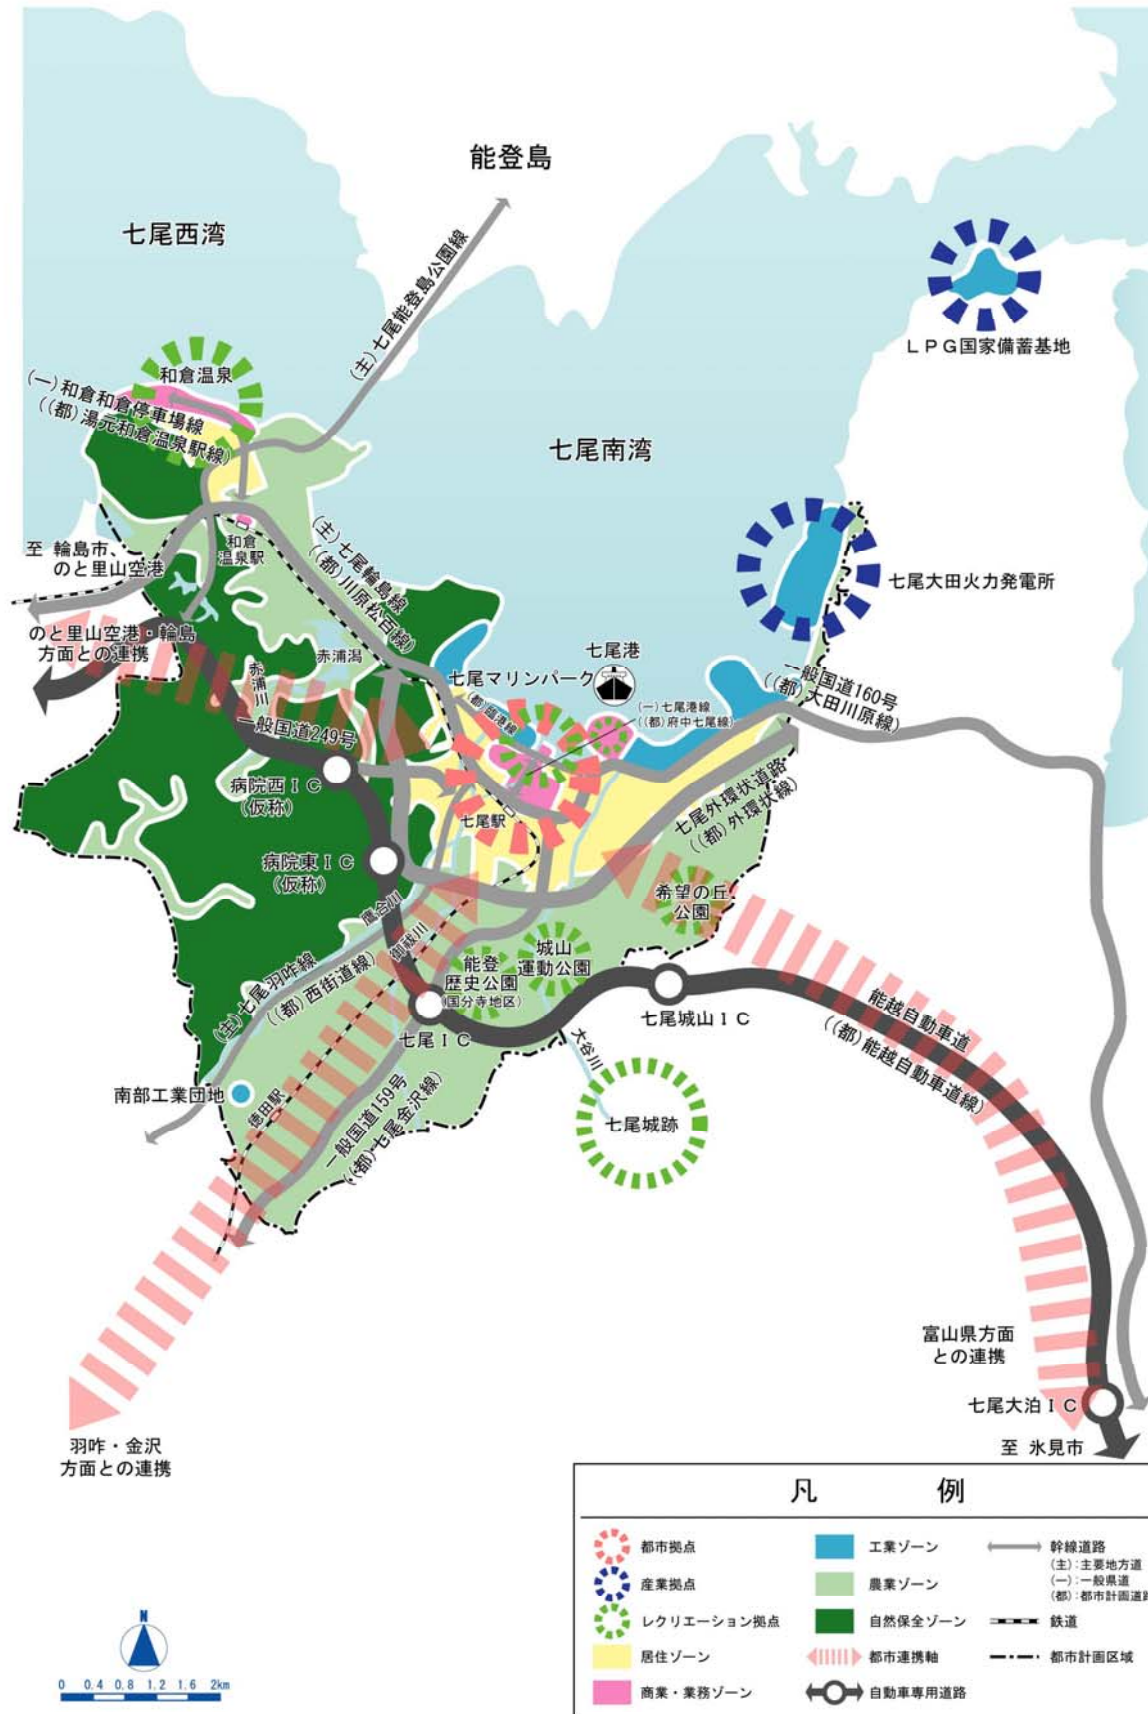 能登島
七尾西湾
(主)七尾能登島公園線
LPG国家備蓄基地
和倉温泉
(一)和倉和倉停車場線
((都)湯元和倉温泉駅線)
七尾南湾
和倉
温泉駅
至 輪島市、
のと里山空港
(主)七尾輪島線
((都)川原松百線)
七尾大田火力発電所
のと里山空港・輪島
方面との連携
赤浦潟
赤浦川
七尾港
七尾マリンパーク
(都)臨港線
(一)七尾港線
((都)府中七尾線)
一般国道160号
((都)大田川原線)
一般国道249号
病院西IC
(仮称)
七尾駅
七尾外環状道路
((都)外環状線)
病院東IC
(仮称)
希望の丘
公園
鷹合川
御祓川
城山
運動公園
能登
歴史公園
(国分寺地区)
(主)七尾羽咋線
((都)西街道線)
七尾IC
七尾城山IC
能越自動車道
((都)能越自動車道線)
大谷川
南部工業団地
徳田駅
一般国道159号
((都)七尾金沢線)
七尾城跡
富山県方面
との連携
七尾大泊IC
至 氷見市
羽咋・金沢
方面との連携
凡 例
都市拠点
産業拠点
レクリエーション拠点
居住ゾーン
商業・業務ゾーン
工業ゾーン
農業ゾーン
自然保全ゾーン
都市連携軸
自動車専用道路
幹線道路
(主):主要地方道
(一):一般県道
(都):都市計画道路
鉄道
都市計画区域
N
0 0.4 0.8 1.2 1.6 2km